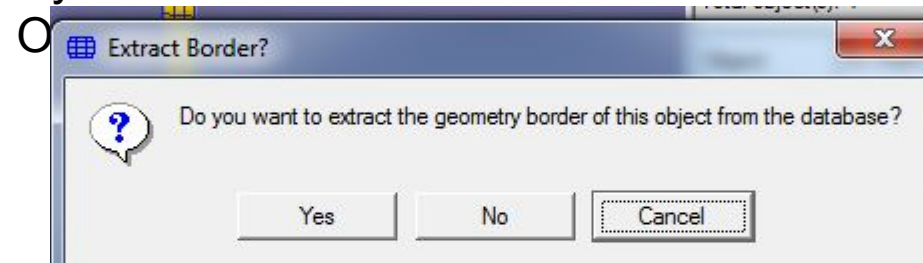 O
Extract Border?
Do you want to extract the geometry border of this object from the database?
Yes No Cancel